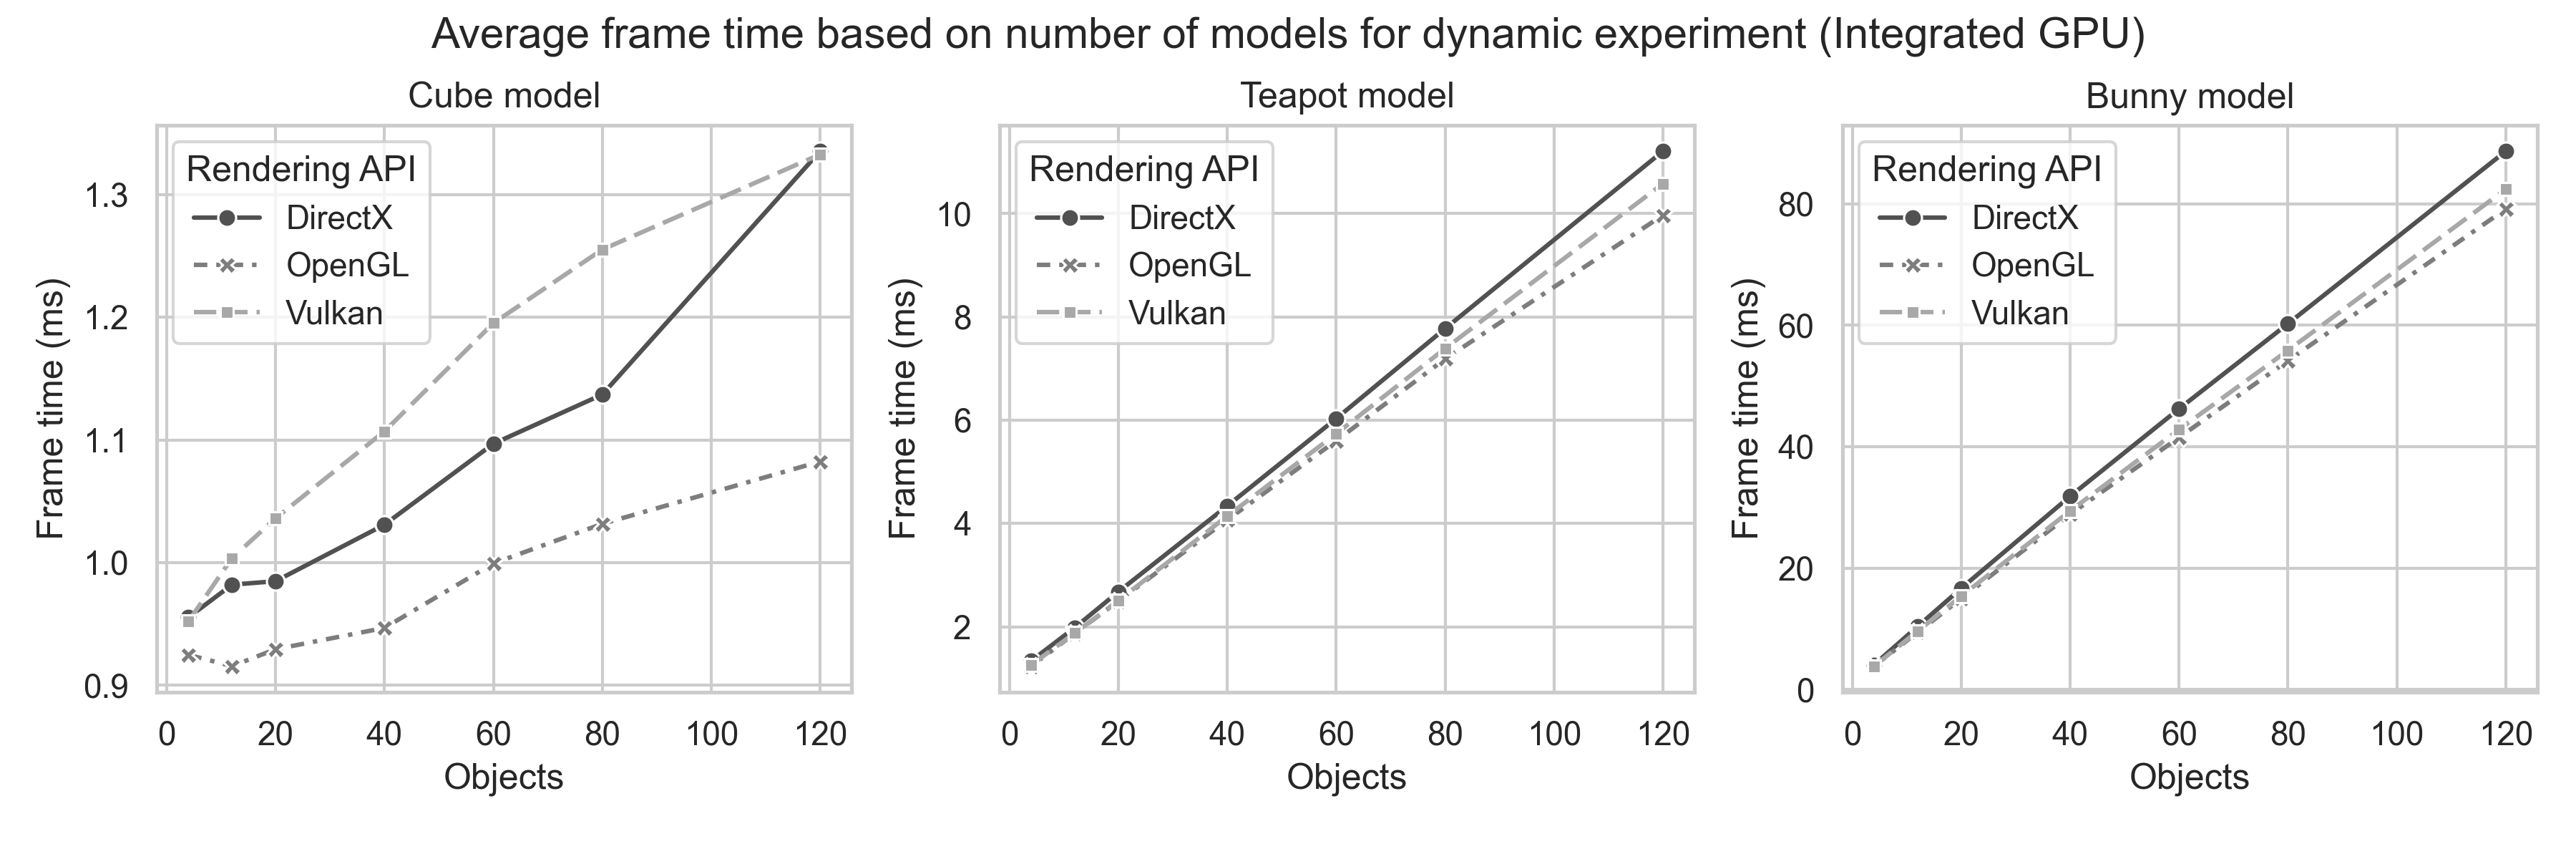 Average frame time based on number of models for dynamic experiment (Integrated GPU)
Cube model
Rendering API
DirectX
OpenGL
Vulkan
Frame time (ms)
1.3
1.2
1.1
1.0
0.9
0 20 40 60 80 100 120
Objects
Teapot model
Rendering API
DirectX
OpenGL
Vulkan
Frame time (ms)
10
8
6
4
2
0 20 40 60 80 100 120
Objects
Bunny model
Rendering API
DirectX
OpenGL
Vulkan
Frame time (ms)
80
60
40
20
0
0 20 40 60 80 100 120
Objects